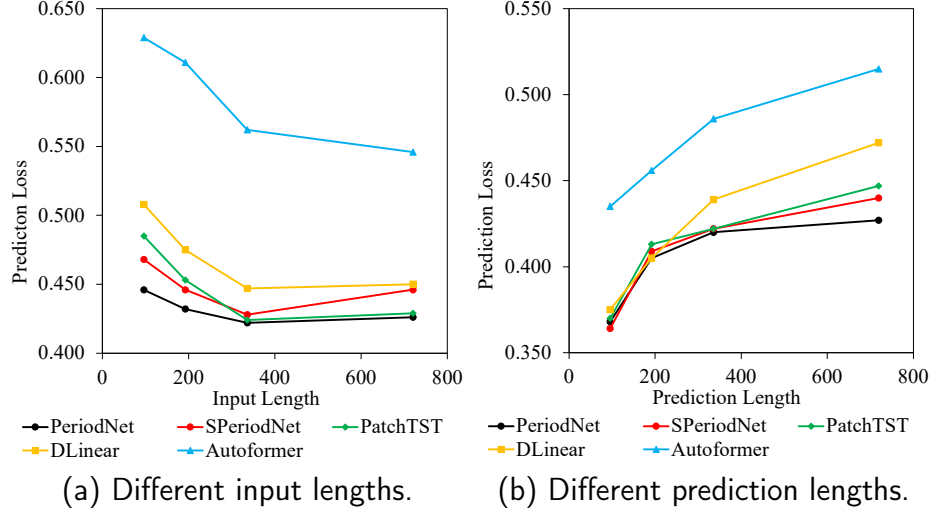 0.650
0.600
0.550
0.500
0.450
0.400
Predicton Loss
0 200 400 600 800
Input Length
PeriodNet SPeriodNet PatchTST
DLinear Autoformer
(a) Different input lengths.
0.550
0.500
0.450
0.400
0.350
Prediction Loss
0 200 400 600 800
Prediction Length
PeriodNet SPeriodNet PatchTST
DLinear Autoformer
(b) Different prediction lengths.